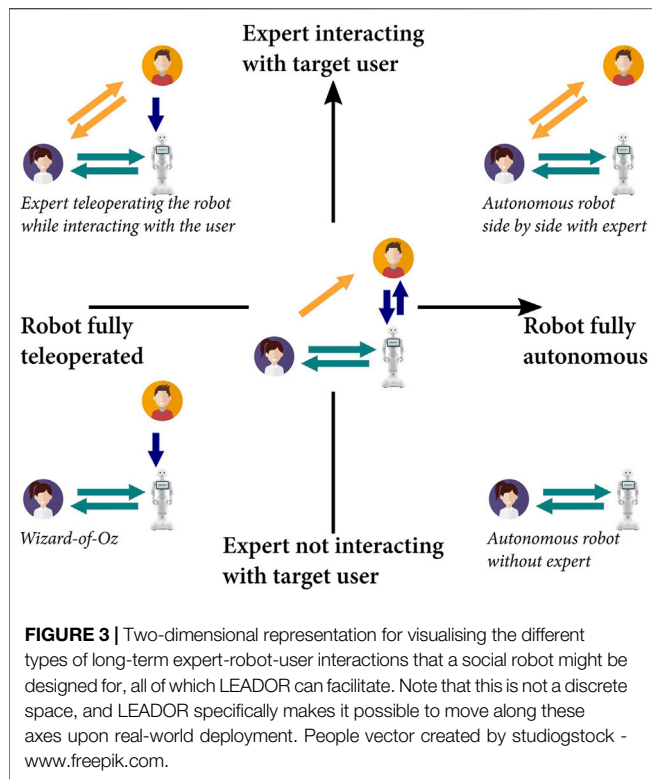 Expert interacting
with target user
Expert teleoperating the robot
while interacting with the user
Autonomous robot
side by side with expert
Robot fully
teleoperated
Robot fully
autonomous
Wizard-of-Oz
Autonomous robot
without expert
Expert not interacting
with target user
FIGURE 3 | Two-dimensional representation for visualising the different
types of long-term expert-robot-user interactions that a social robot might be
designed for, all of which LEADOR can facilitate. Note that this is not a discrete
space, and LEADOR specifically makes it possible to move along these
axes upon real-world deployment. People vector created by studiogstock -
www.freepik.com.